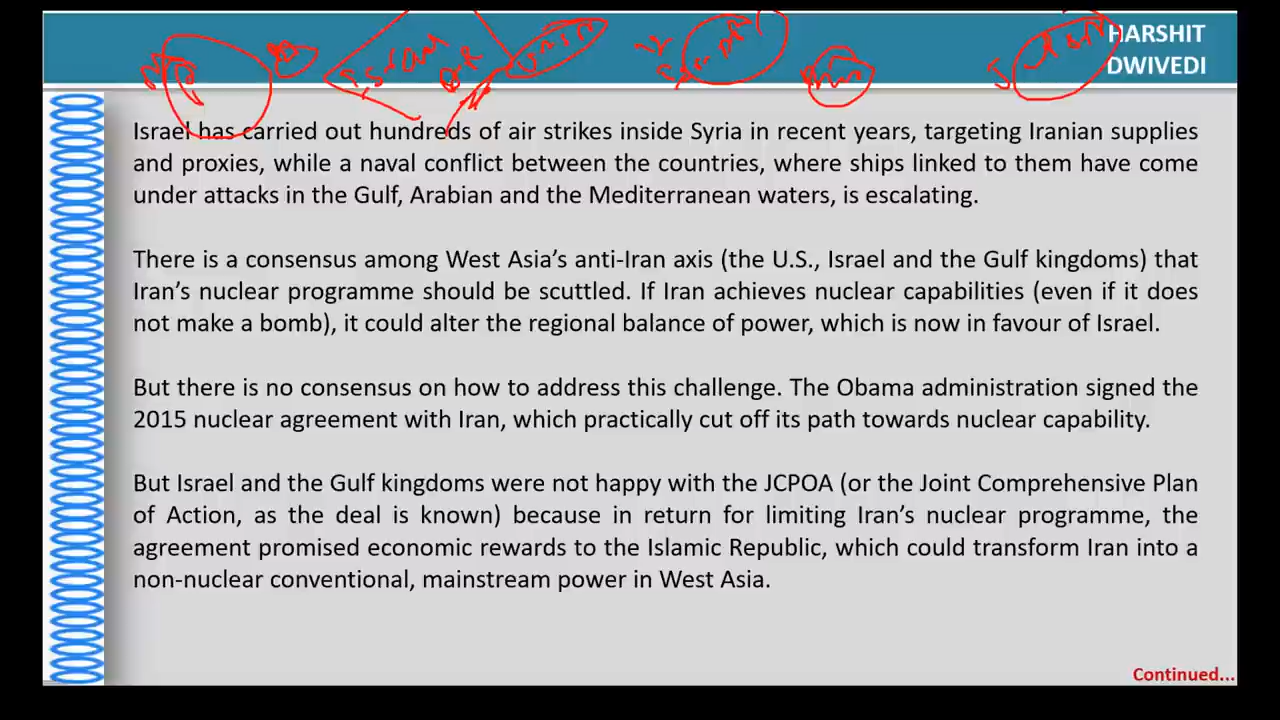 HARSHIT
DWIVEDI
Israel has carried out hundreds of air strikes inside Syria in recent years, targeting Iranian supplies
and proxies, while a naval conflict between the countries, where ships linked to them have come
under attacks in the Gulf, Arabian and the Mediterranean waters, is escalating.
There is a consensus among West Asia’s anti-Iran axis (the U.S., Israel and the Gulf kingdoms) that
Iran’s nuclear programme should be scuttled. If Iran achieves nuclear capabilities (even if it does
not make a bomb), it could alter the regional balance of power, which is now in favour of Israel.
But there is no consensus on how to address this challenge. The Obama administration signed the
2015 nuclear agreement with Iran, which practically cut off its path towards nuclear capability.
But Israel and the Gulf kingdoms were not happy with the JCPOA (or the Joint Comprehensive Plan
of Action, as the deal is known) because in return for limiting Iran’s nuclear programme, the
agreement promised economic rewards to the Islamic Republic, which could transform Iran into a
non-nuclear conventional, mainstream power in West Asia.
Continued...